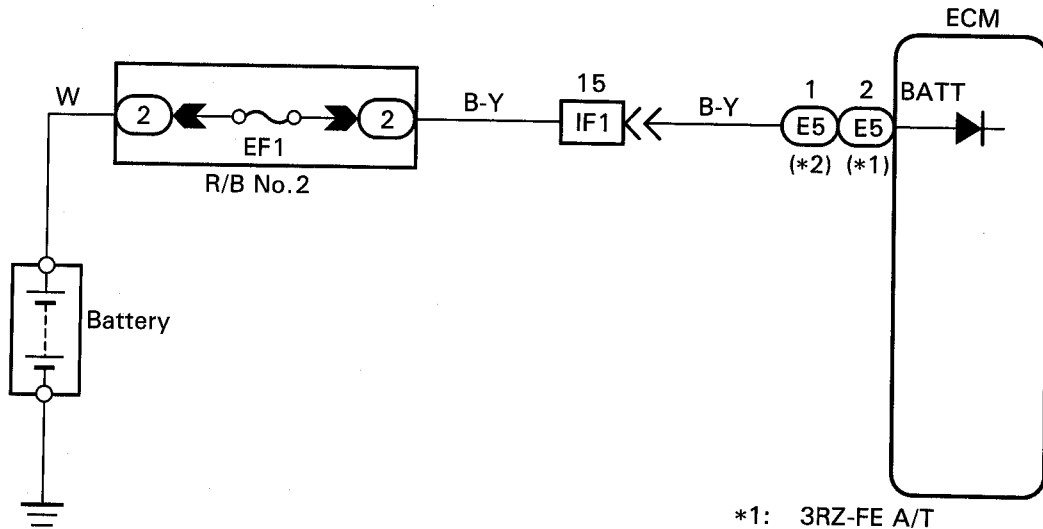 ECM
15
1 2 BATT
W
B-Y
B-Y
2
2
IF1
E5 E5
EF1
(*2) (*1)
R/B No.2
Battery
*1: 3RZ-FE A/T